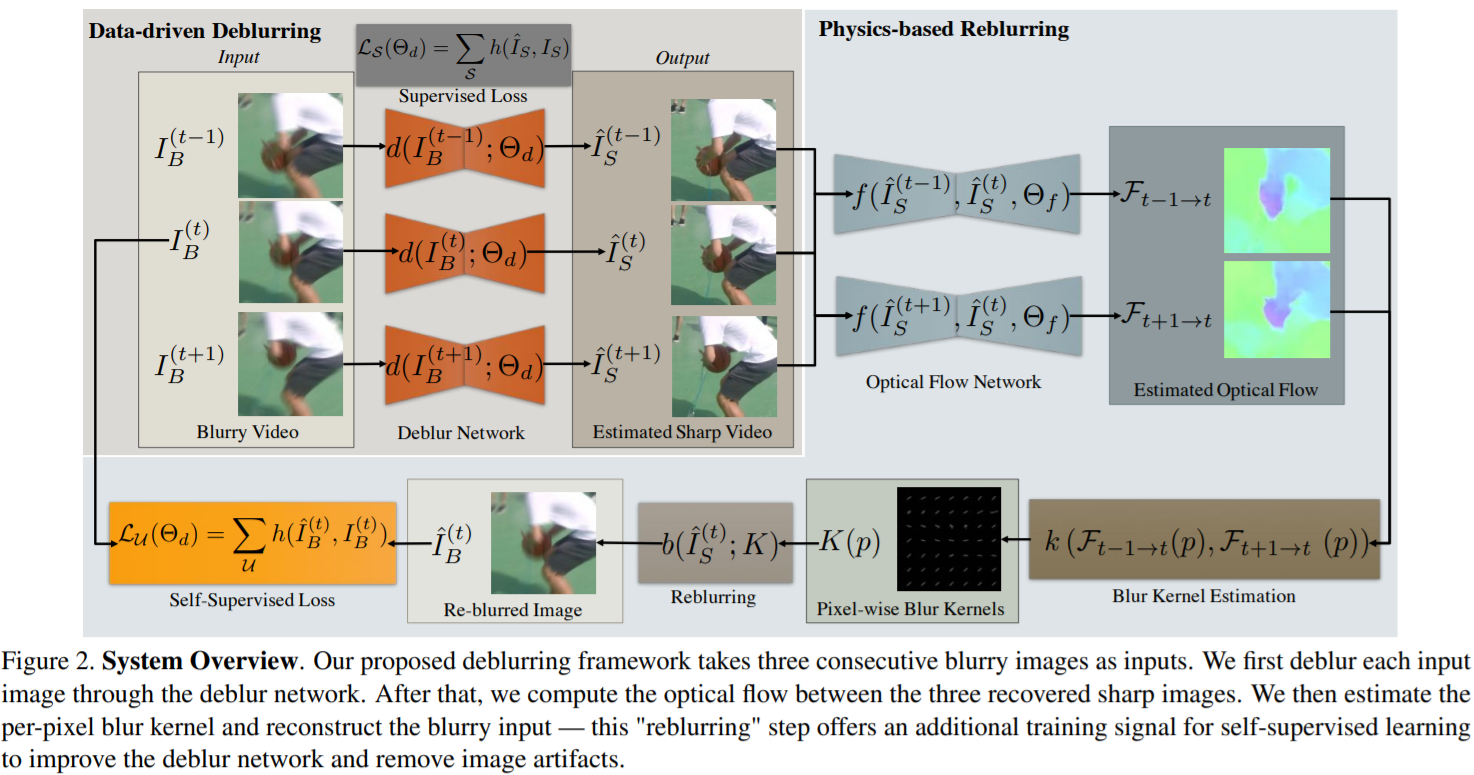 Data-driven Deblurring
Input
$\mathcal{L}_{\mathcal{S}}(\Theta_d) = \sum_{\mathcal{S}} h(\hat{I}_S, I_S)$
Supervised Loss
Output
$I_B^{(t-1)}$
$d(I_B^{(t-1)}; \Theta_d)$
$\hat{I}_S^{(t-1)}$
$I_B^{(t)}$
$d(I_B^{(t)}; \Theta_d)$
$\hat{I}_S^{(t)}$
$I_B^{(t+1)}$
$d(I_B^{(t+1)}; \Theta_d)$
$\hat{I}_S^{(t+1)}$
Blurry Video
Deblur Network
Estimated Sharp Video
Physics-based Reblurring
$f(\hat{I}_S^{(t-1)}, \hat{I}_S^{(t)}, \Theta_f)$
$\mathcal{F}_{t-1 \to t}$
$f(\hat{I}_S^{(t+1)}, \hat{I}_S^{(t)}, \Theta_f)$
$\mathcal{F}_{t+1 \to t}$
Optical Flow Network
Estimated Optical Flow
$\mathcal{L}_{\mathcal{U}}(\Theta_d) = \sum_{\mathcal{U}} h(\hat{I}_B^{(t)}, I_B^{(t)})$
Self-Supervised Loss
$\hat{I}_B^{(t)}$
Re-blurred Image
$b(\hat{I}_S^{(t)}; K)$
Reblurring
$K(p)$
Pixel-wise Blur Kernels
$k(\mathcal{F}_{t-1 \to t}(p), \mathcal{F}_{t+1 \to t}(p))$
Blur Kernel Estimation
Figure 2. System Overview. Our proposed deblurring framework takes three consecutive blurry images as inputs. We first deblur each input
image through the deblur network. After that, we compute the optical flow between the three recovered sharp images. We then estimate the
per-pixel blur kernel and reconstruct the blurry input — this "reblurring" step offers an additional training signal for self-supervised learning
to improve the deblur network and remove image artifacts.